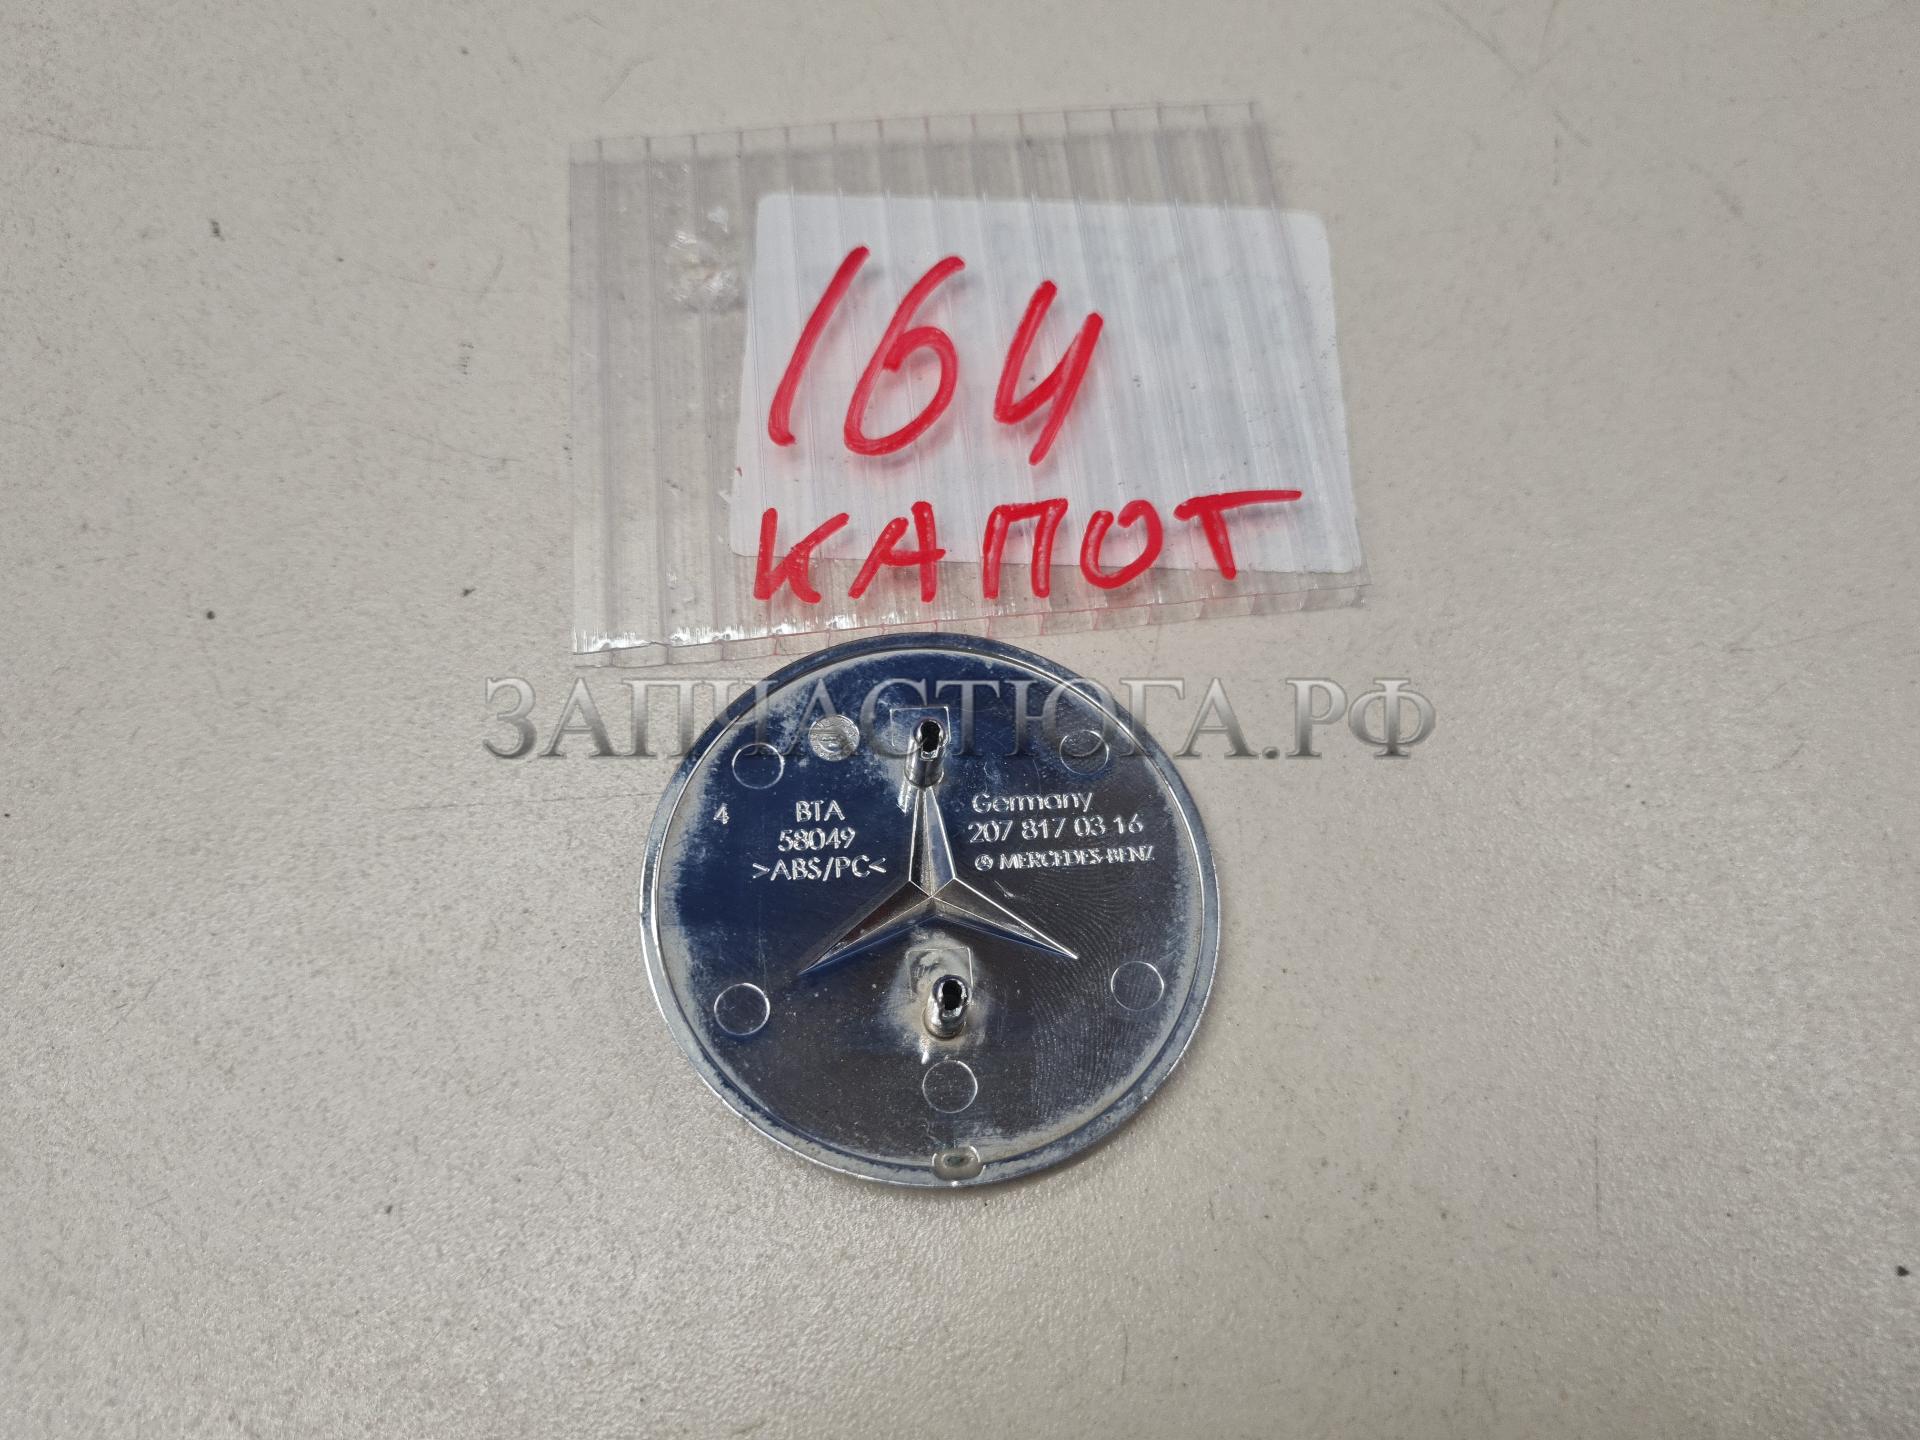 164
КАПОТ
ЗАПЧАСТЮГА.РФ
4
BTA
58049
>ABS/PC<
Germany
207 817 03 16
MERCEDES-BENZ